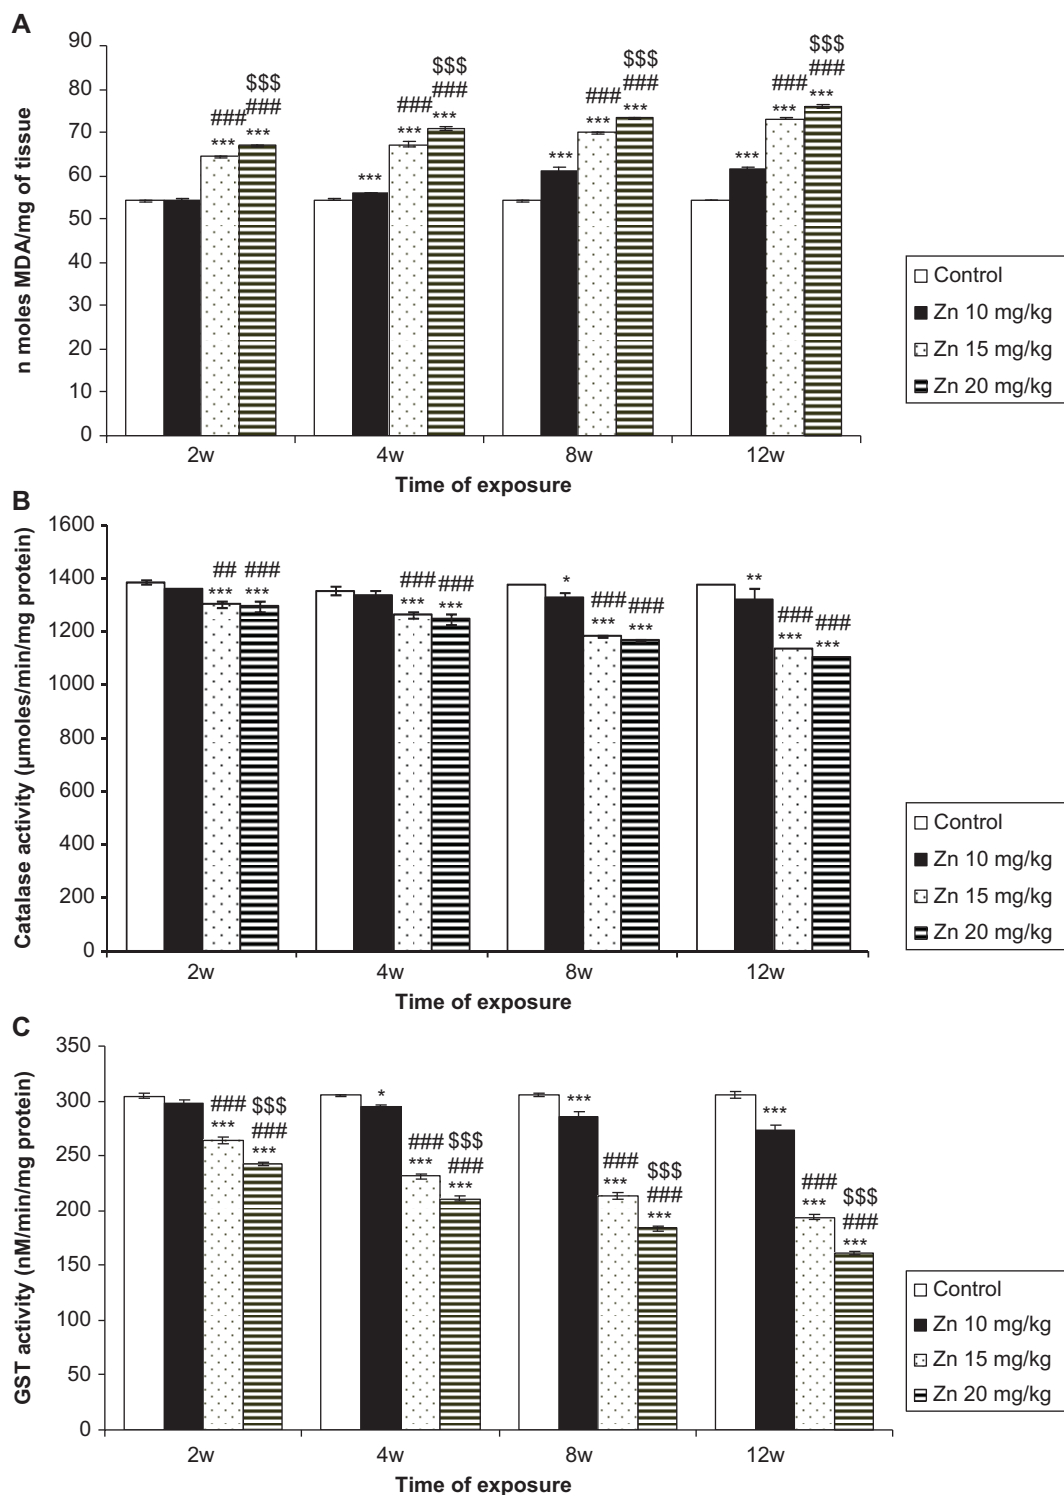 A
n moles MDA/mg of tissue
90
80
70
60
50
40
30
20
10
0
$$$
###
###
***
***
$$$
###
###
***
***
***
$$$
###
###
***
***
***
$$$
###
###
***
***
***
2w
4w
8w
12w
Time of exposure
Control
Zn 10 mg/kg
Zn 15 mg/kg
Zn 20 mg/kg
B
Catalase activity (µmoles/min/mg protein)
1600
1400
1200
1000
800
600
400
200
0
## ###
*** ***
### ###
*** ***
*
### ###
*** ***
**
### ###
*** ***
2w
4w
8w
12w
Time of exposure
Control
Zn 10 mg/kg
Zn 15 mg/kg
Zn 20 mg/kg
C
GST activity (nM/min/mg protein)
350
300
250
200
150
100
50
0
### $$$
*** ###
***
*
### $$$
*** ###
***
***
### $$$
*** ###
***
***
### $$$
*** ###
***
2w
4w
8w
12w
Time of exposure
Control
Zn 10 mg/kg
Zn 15 mg/kg
Zn 20 mg/kg